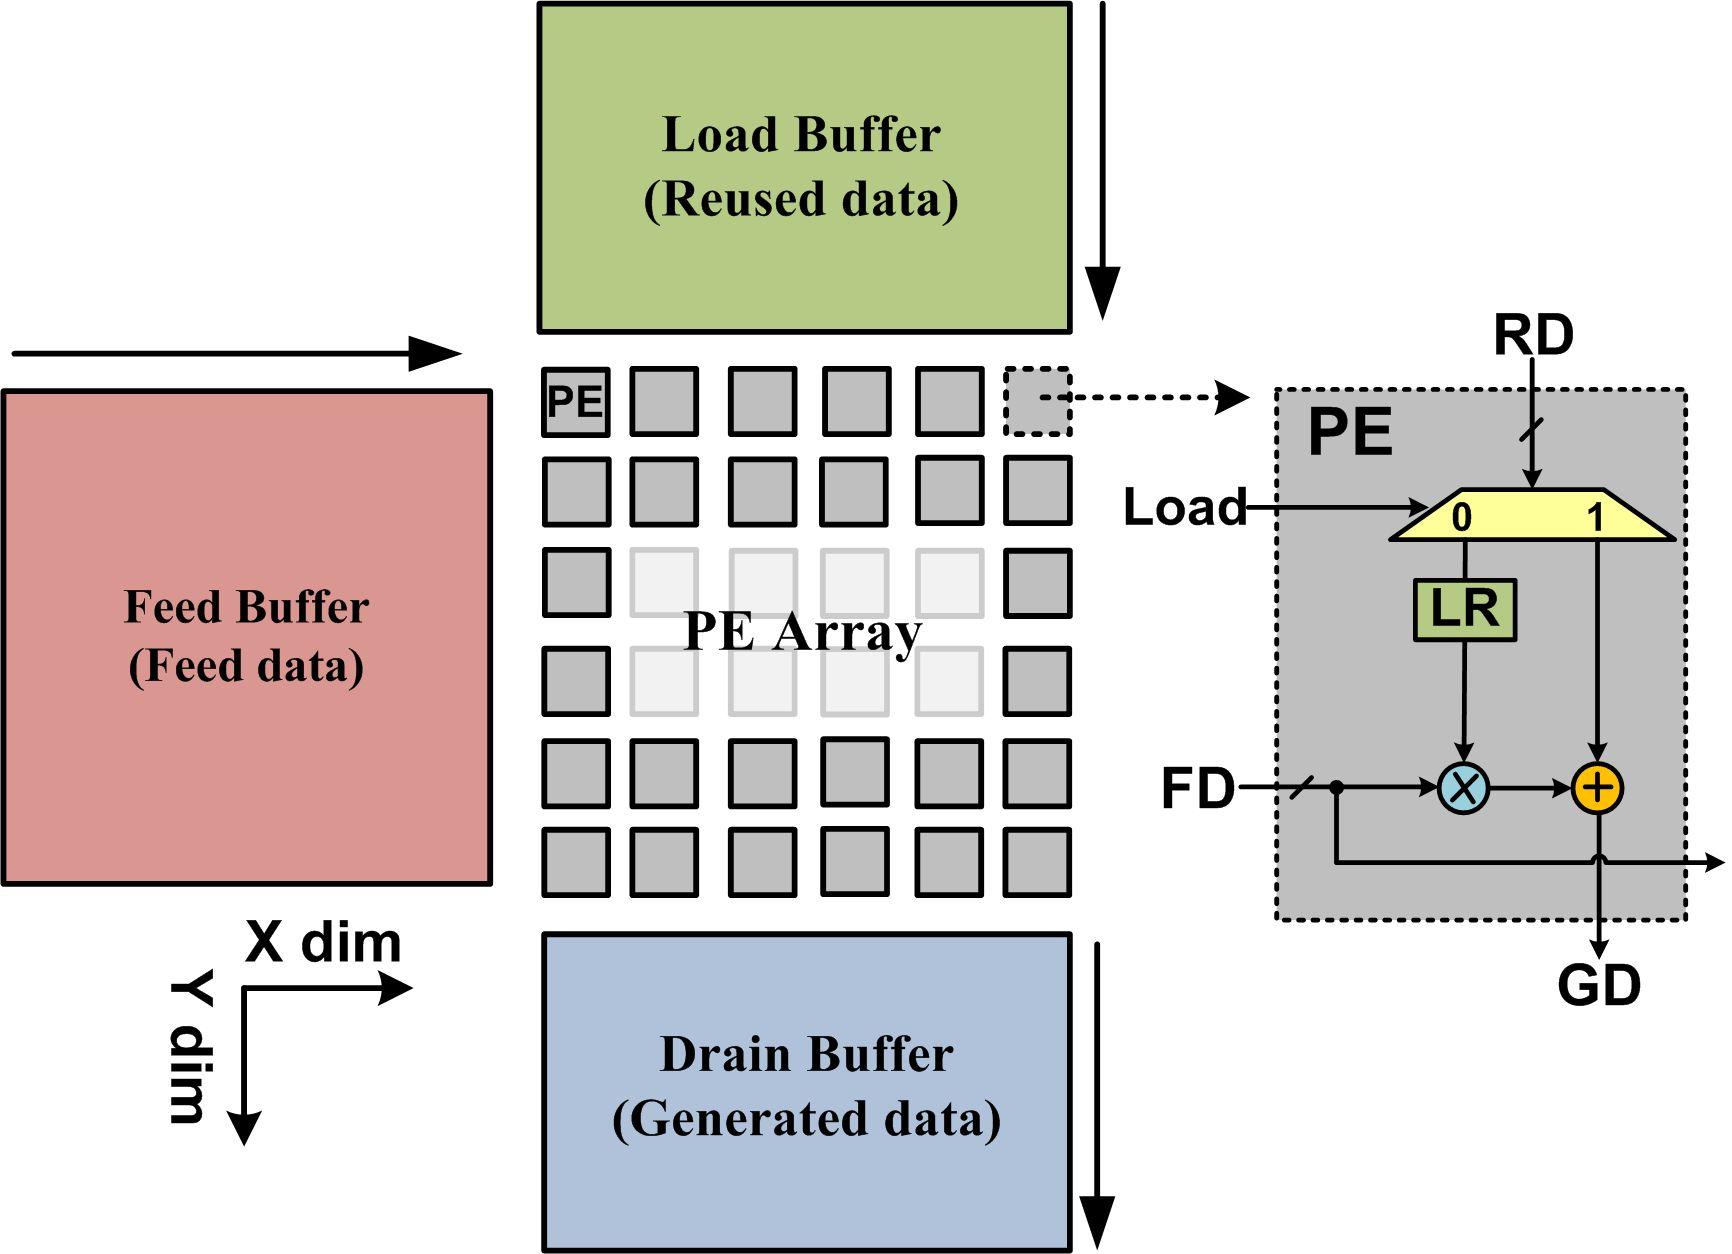 Load Buffer
(Reused data)
RD
PE
PE
Load
0 1
LR
Feed Buffer
(Feed data)
PE Array
FD
X
+
X dim
Y dim
GD
Drain Buffer
(Generated data)